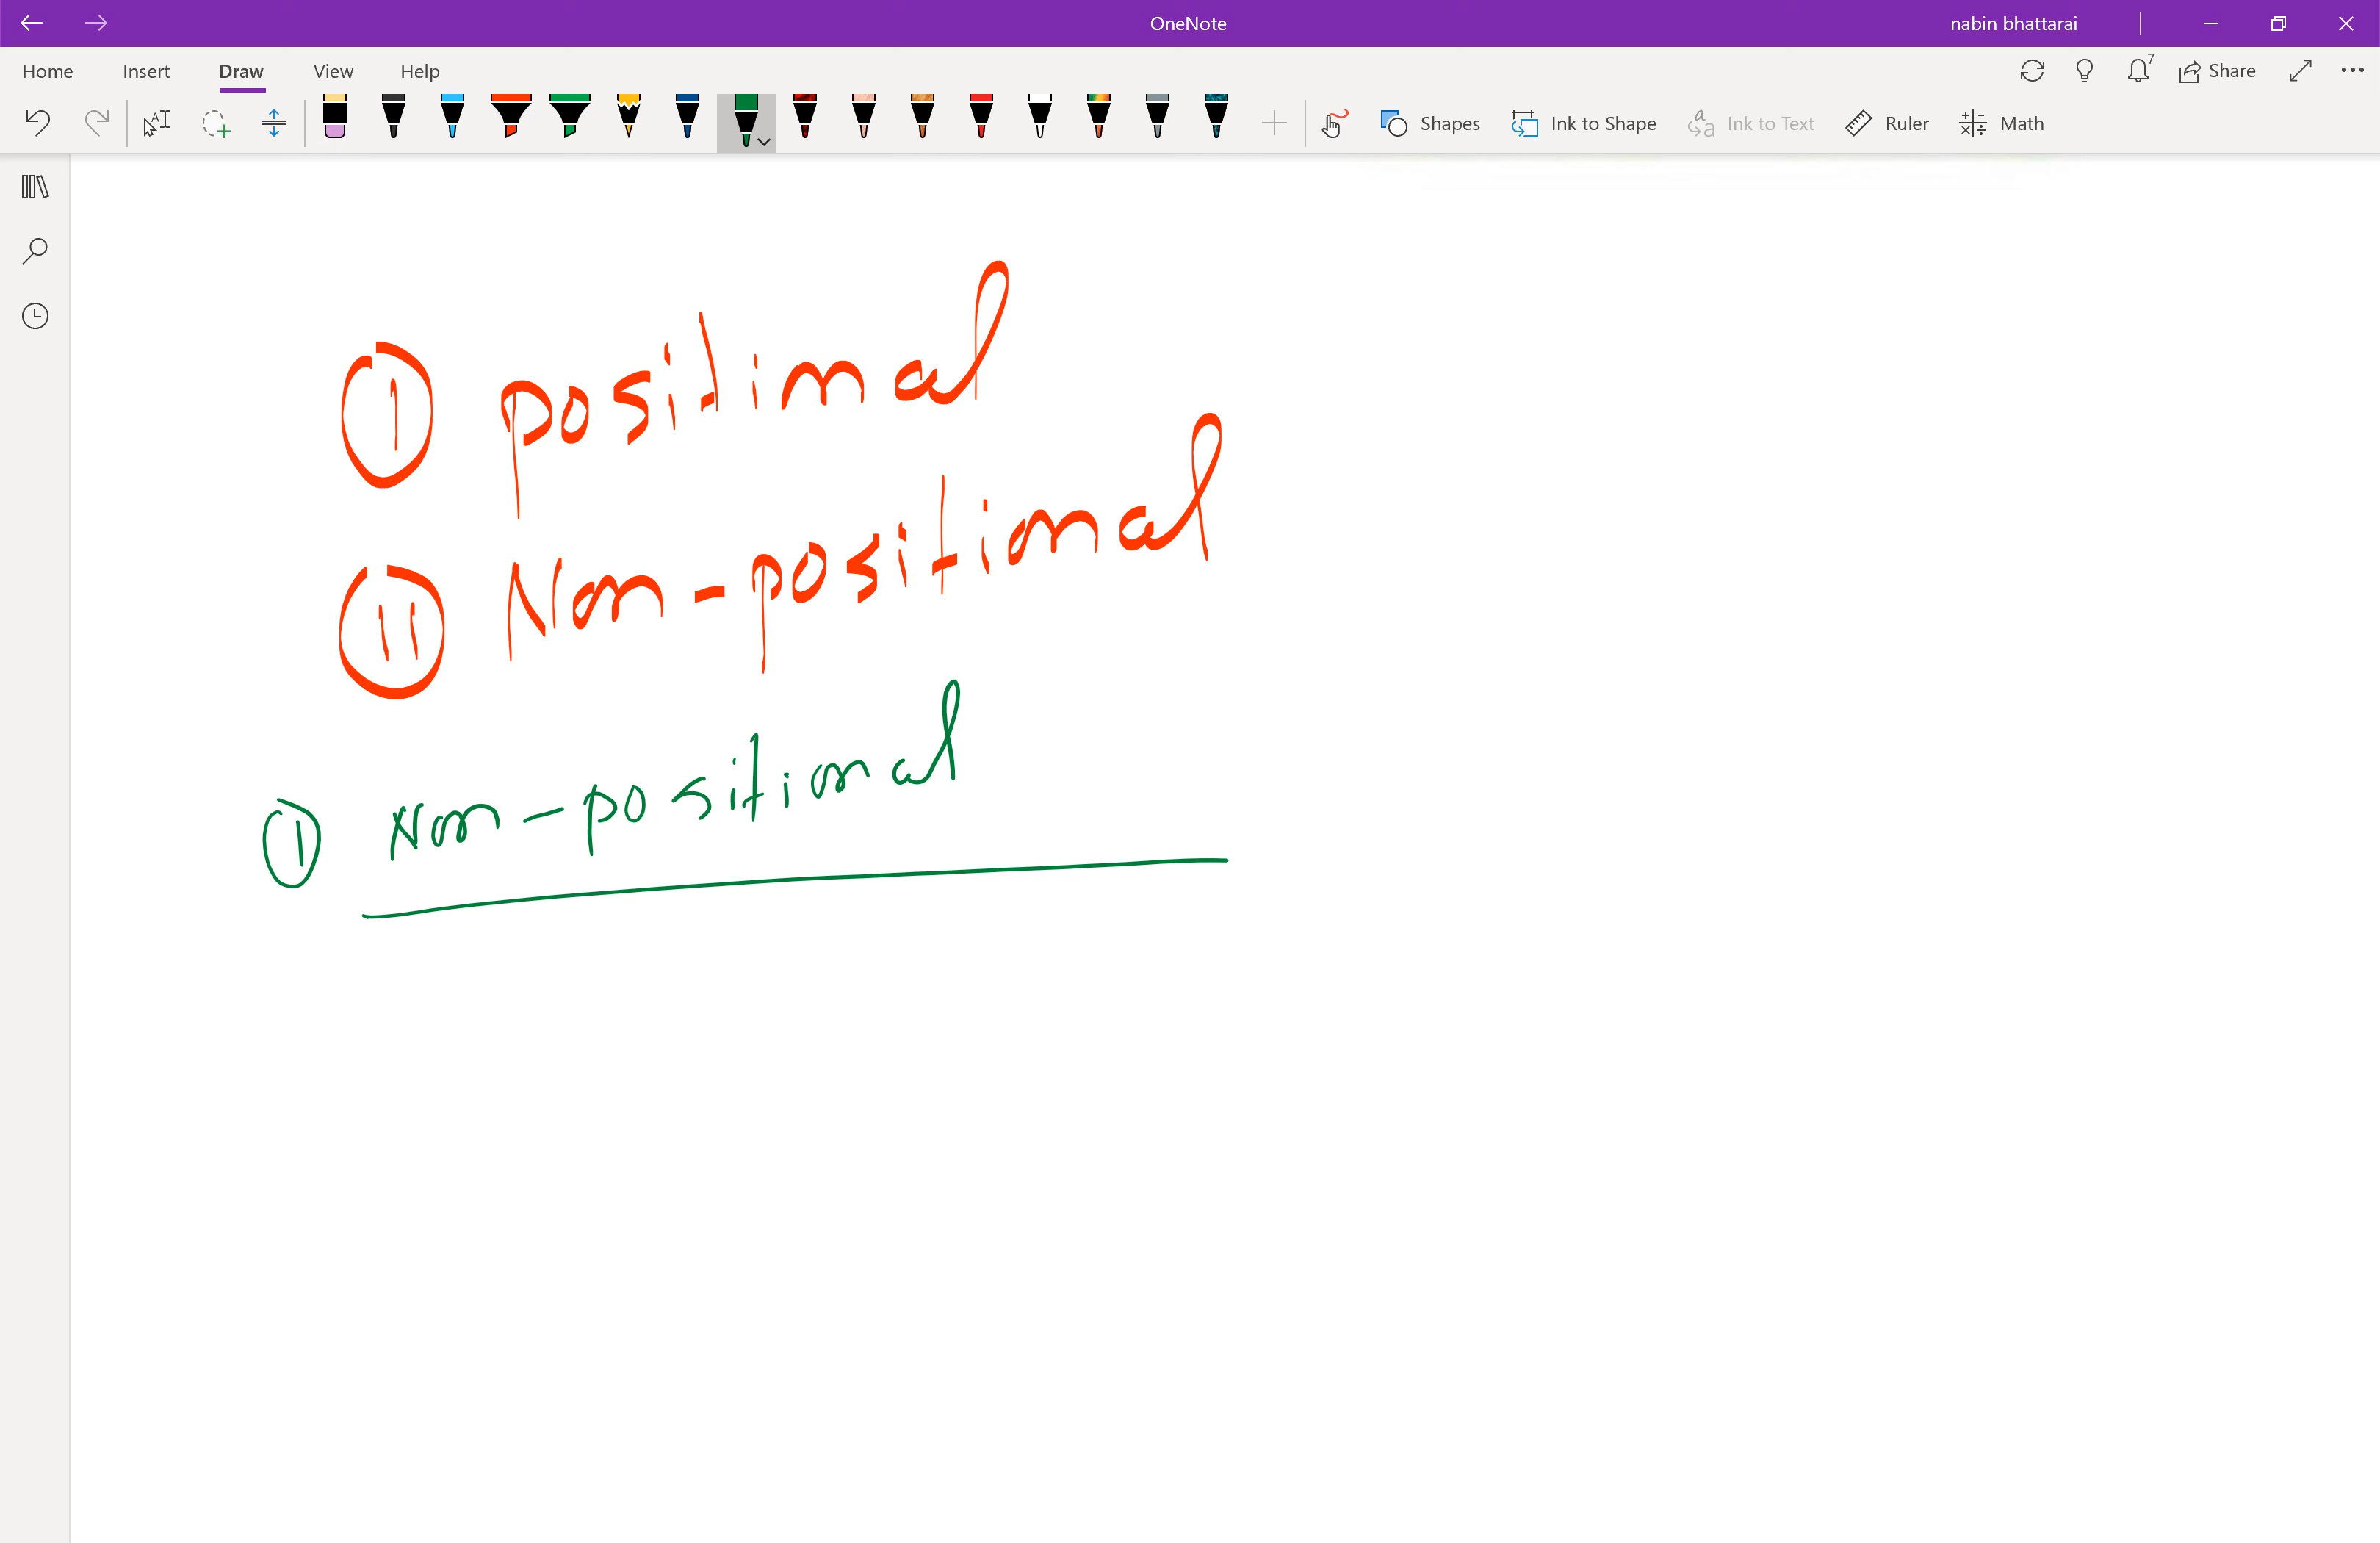 OneNote
nabin bhattarai
Home Insert Draw View Help
7
Share
Shapes
Ink to Shape
Ink to Text
Ruler
Math
I positional
II Non-positional
I Non-positional